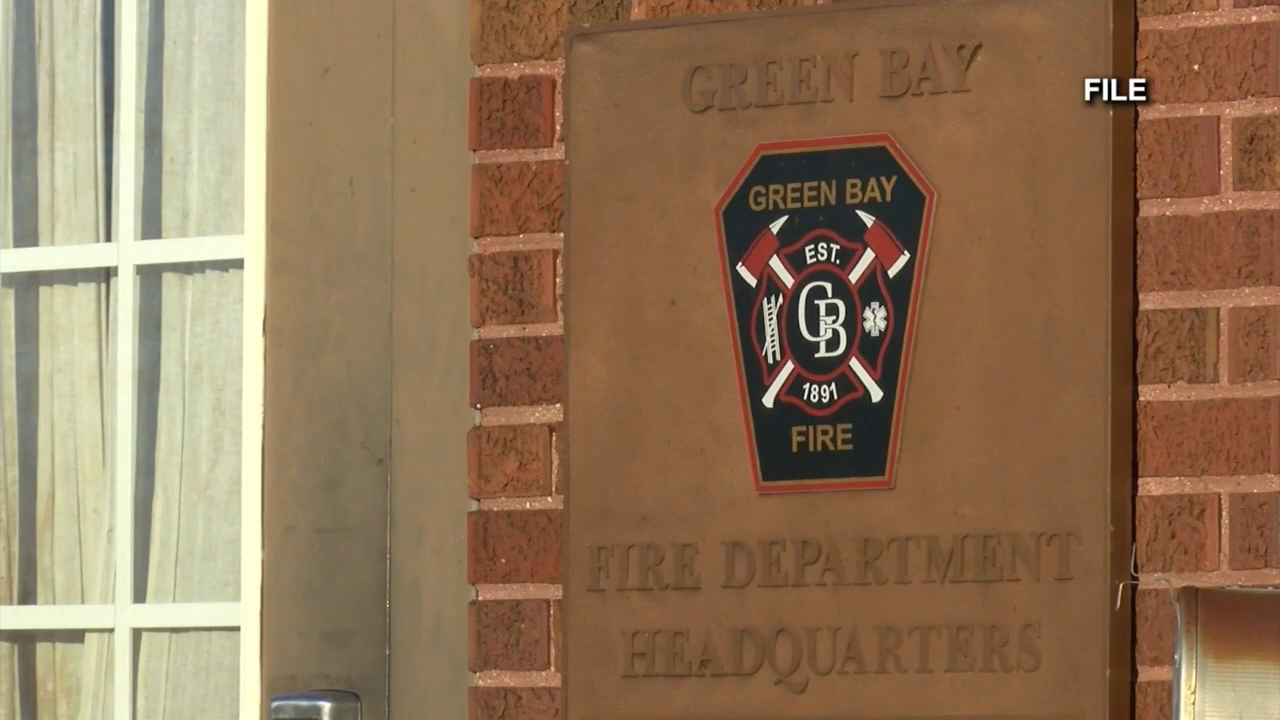 FILE
GREEN BAY
GREEN BAY
EST.
GB
1891
FIRE
FIRE DEPARTMENT
HEADQUARTERS